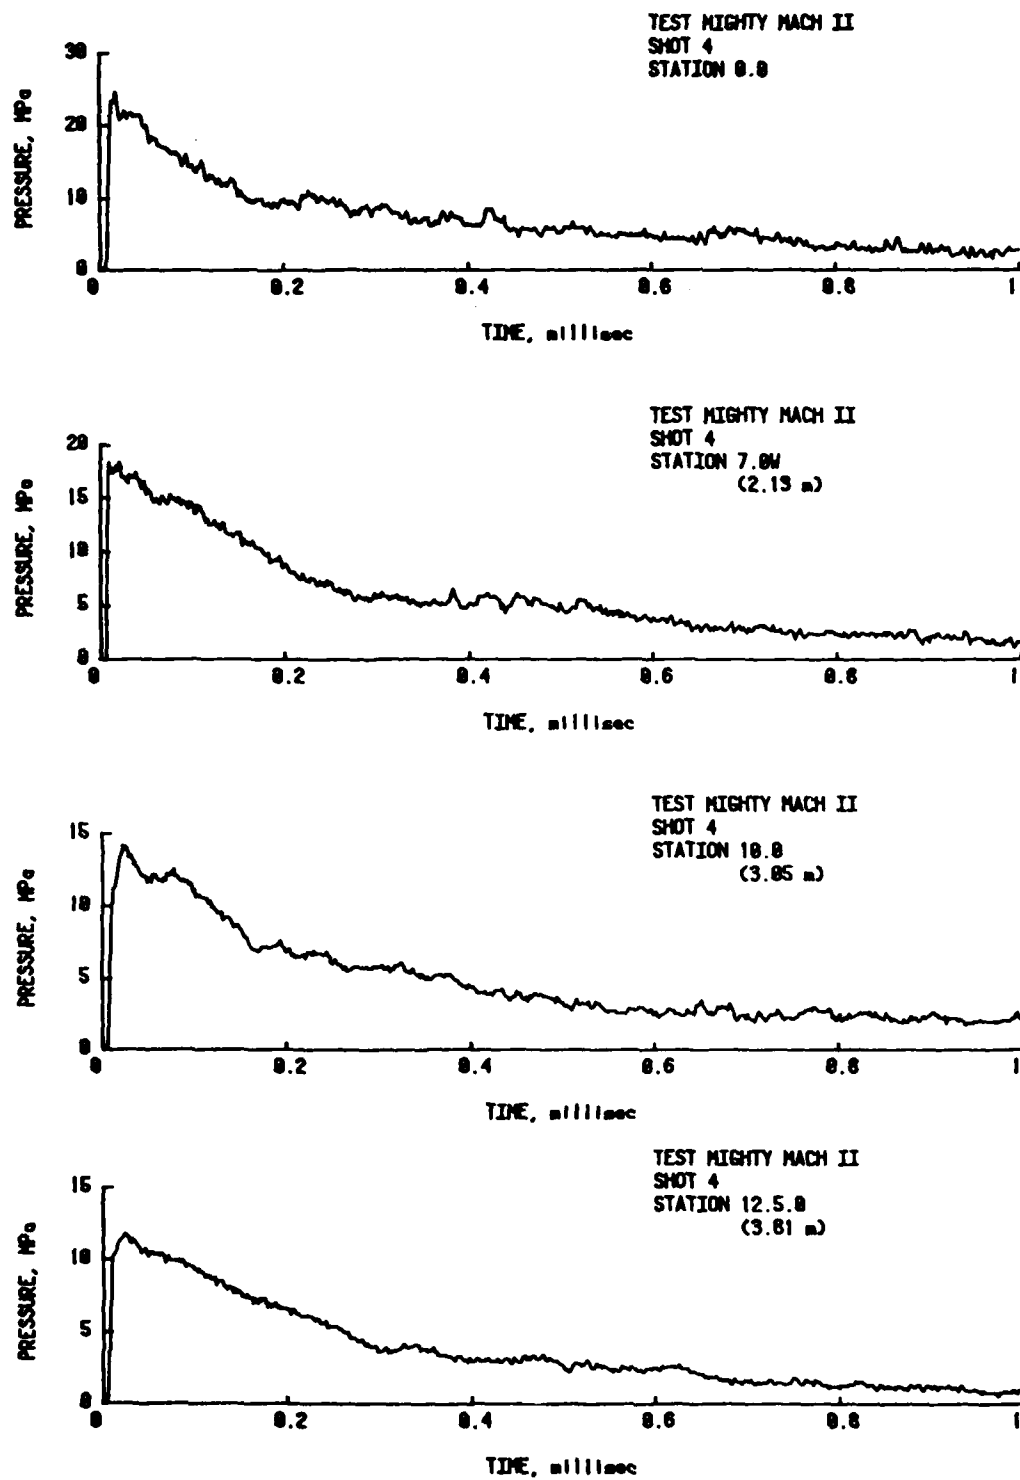 TEST MIGHTY MACH II
SHOT 4
STATION 0.0
PRESSURE, MPa
30
20
10
0
0 0.2 0.4 0.6 0.8 1
TIME, millisec
TEST MIGHTY MACH II
SHOT 4
STATION 7.0W
(2.13 m)
PRESSURE, MPa
20
15
10
5
0
0 0.2 0.4 0.6 0.8 1
TIME, millisec
TEST MIGHTY MACH II
SHOT 4
STATION 10.0
(3.05 m)
PRESSURE, MPa
15
10
5
0
0 0.2 0.4 0.6 0.8 1
TIME, millisec
TEST MIGHTY MACH II
SHOT 4
STATION 12.5.0
(3.81 m)
PRESSURE, MPa
15
10
5
0
0 0.2 0.4 0.6 0.8 1
TIME, millisec